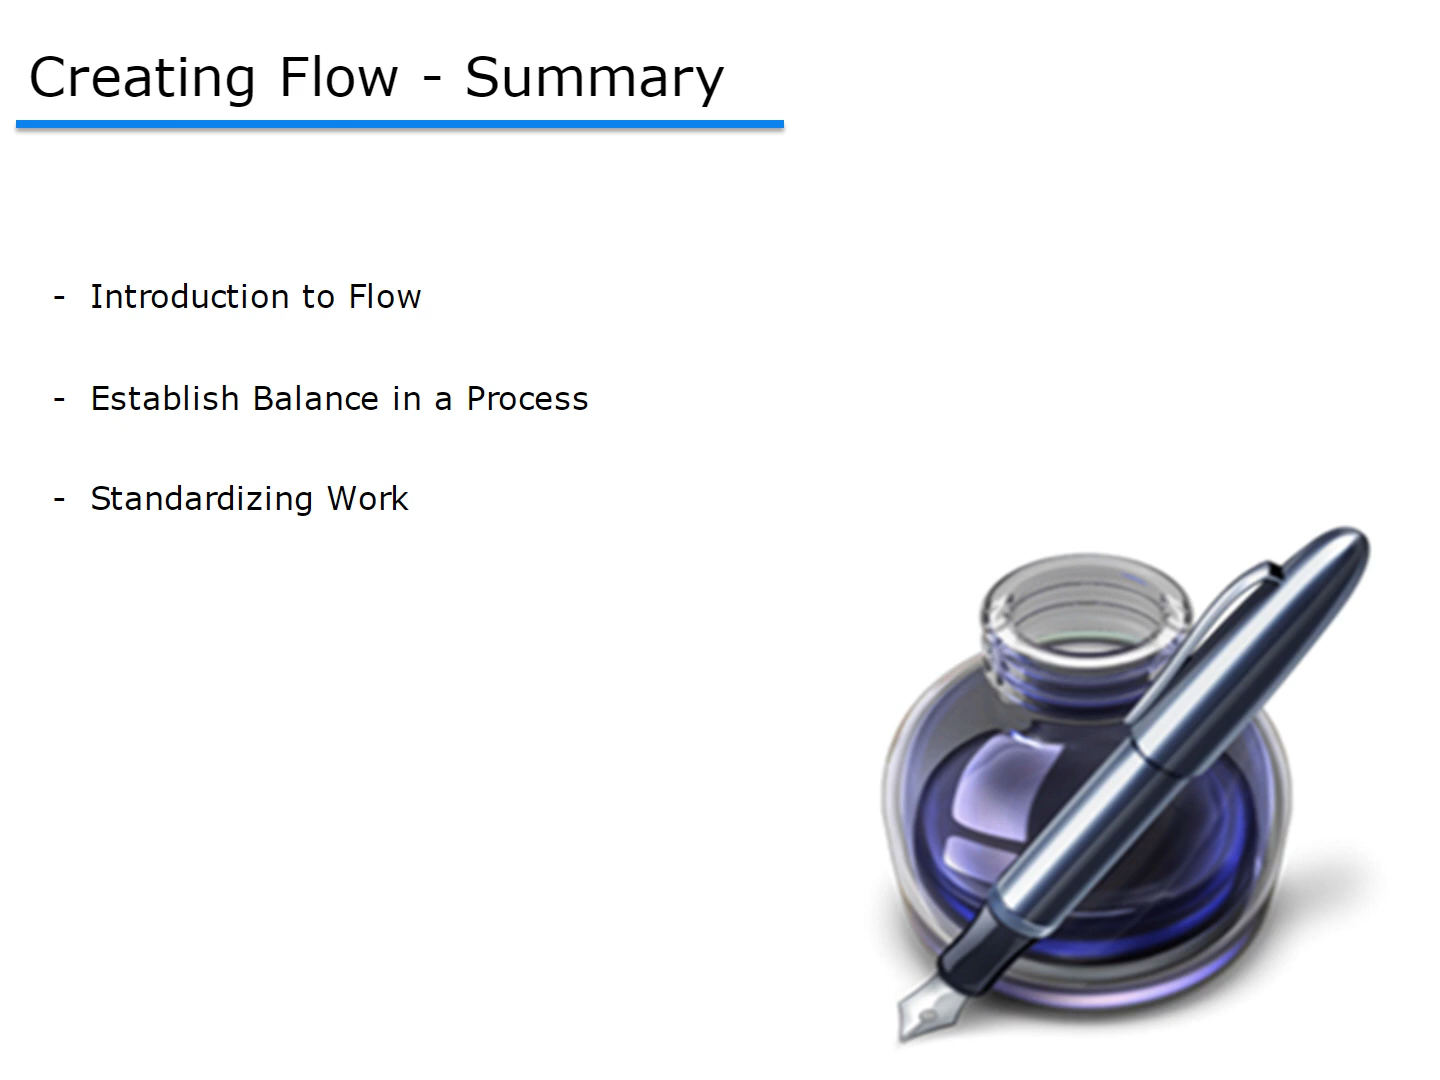 Creating Flow - Summary
- Introduction to Flow
- Establish Balance in a Process
- Standardizing Work